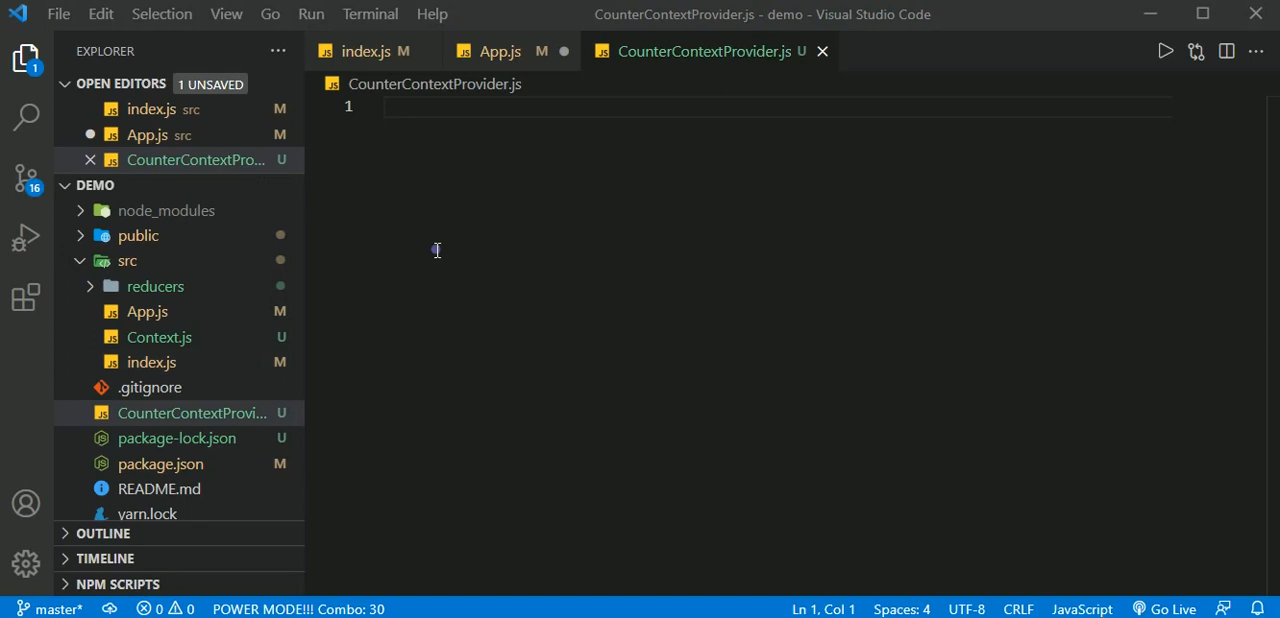 File Edit Selection View Go Run Terminal Help CounterContextProvider.js - demo - Visual Studio Code
EXPLORER
index.js M App.js M CounterContextProvider.js U
OPEN EDITORS 1 UNSAVED
CounterContextProvider.js
index.js src M
App.js src M
CounterContextPro... U
1
DEMO
node_modules
public
src
reducers
App.js M
Context.js U
index.js M
.gitignore
CounterContextProvi... U
package-lock.json U
package.json M
README.md
yarn.lock
OUTLINE
TIMELINE
NPM SCRIPTS
1
16
master* 0 0 POWER MODE!!! Combo: 30 Ln 1, Col 1 Spaces: 4 UTF-8 CRLF JavaScript Go Live